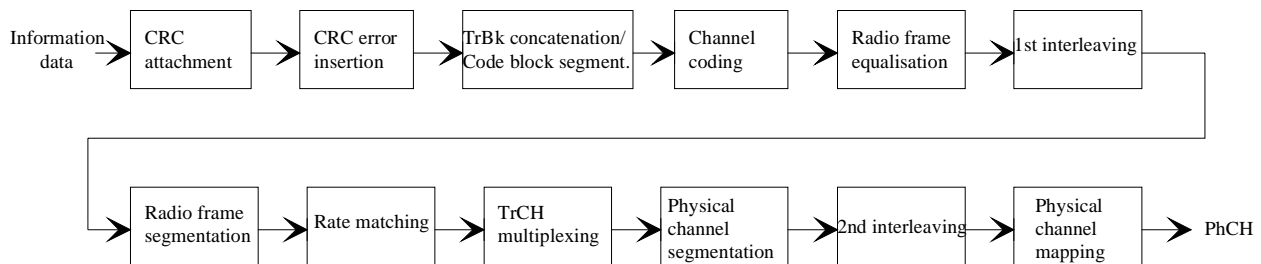 Information
data
CRC
attachment
CRC error
insertion
TrBk concatenation/
Code block segment.
Channel
coding
Radio frame
equalisation
1st interleaving
Radio frame
segmentation
Rate matching
TrCH
multiplexing
Physical
channel
segmentation
2nd interleaving
Physical
channel
mapping
PhCH